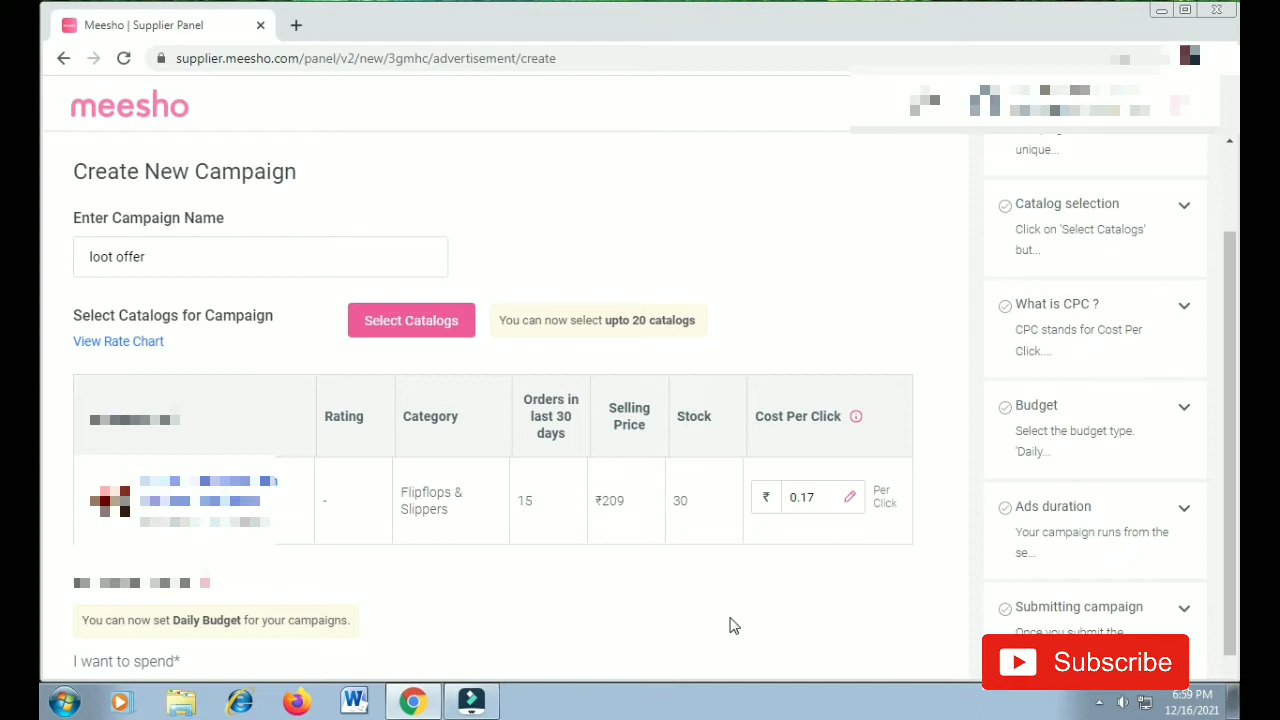 Meesho | Supplier Panel
supplier.meesho.com/panel/v2/new/3gmhc/advertisement/create
meesho
Create New Campaign
Enter Campaign Name
loot offer
Select Catalogs for Campaign
Select Catalogs
You can now select upto 20 catalogs
View Rate Chart
Rating
Category
Orders in last 30 days
Selling Price
Stock
Cost Per Click
-
Flipflops & Slippers
15
₹209
30
₹ 0.17
Per Click
You can now set Daily Budget for your campaigns.
I want to spend*
unique...
Catalog selection
Click on 'Select Catalogs'
but...
What is CPC ?
CPC stands for Cost Per
Click....
Budget
Select the budget type.
'Daily...
Ads duration
Your campaign runs from the
se...
Submitting campaign
Once you submit the
Subscribe
6:59 PM
12/16/2021